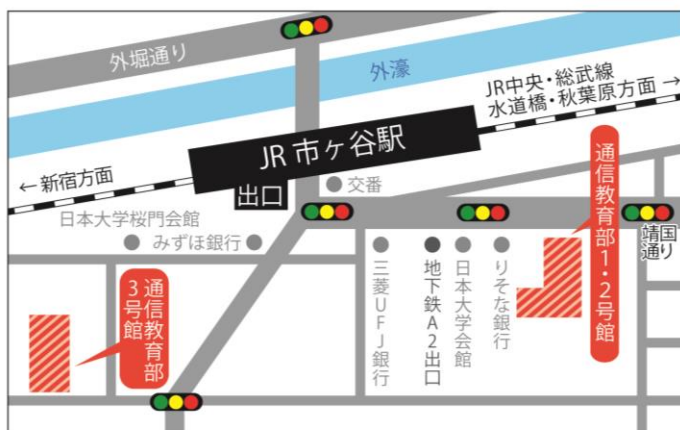 外堀通り
外濠
JR中央・総武線
水道橋・秋葉原方面 →
JR 市ヶ谷駅
← 新宿方面
出口
交番
日本大学桜門会館
みずほ銀行
通信教育部1・2号館
靖国
通り
三菱UFJ銀行
地下鉄A2出口
日本大学会館
りそな銀行
通信教育部
3号館